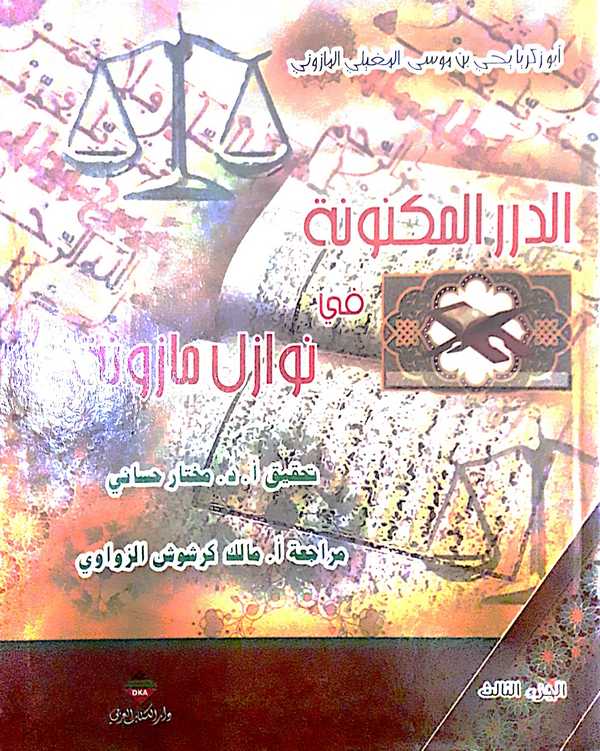 أبو زكريا يحي بن موسى المغيلي المازوني
الدرر المكنونة
في
نوازل مازونة
تحقيق أ. د. مختار حساني
مراجعة أ. مالك كرشوش الزواوي
الجزء الثالث
DKA
دار الكتاب العربي